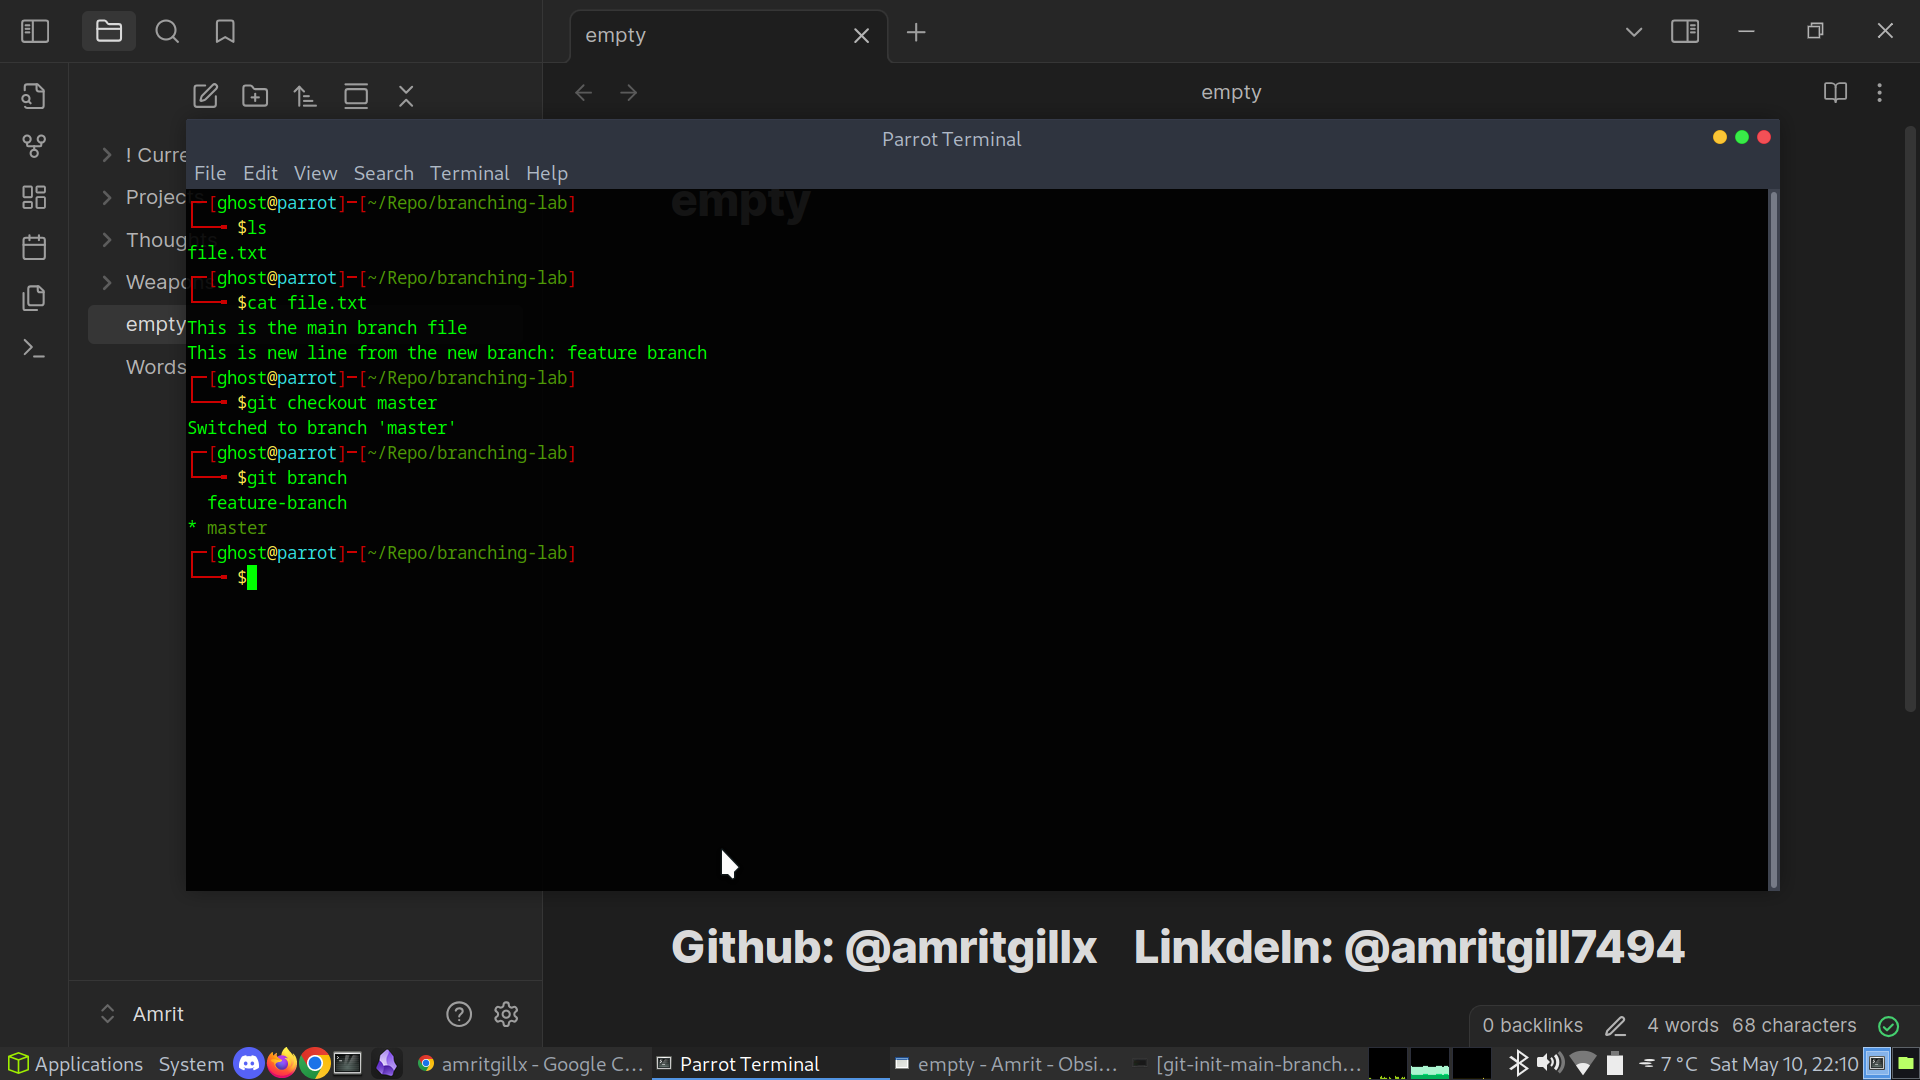 empty
empty
! Curre
Projec
Though
Weap
empty
Words
Parrot Terminal
File Edit View Search Terminal Help
empty
[ghost@parrot]─[~/Repo/branching-lab]
$ls
file.txt
[ghost@parrot]─[~/Repo/branching-lab]
$cat file.txt
This is the main branch file
This is new line from the new branch: feature branch
[ghost@parrot]─[~/Repo/branching-lab]
$git checkout master
Switched to branch 'master'
[ghost@parrot]─[~/Repo/branching-lab]
$git branch
feature-branch
* master
[ghost@parrot]─[~/Repo/branching-lab]
$
Github: @amritgillx Linkdeln: @amritgill7494
Amrit
0 backlinks 4 words 68 characters
Applications System amritgillx - Google C... Parrot Terminal empty - Amrit - Obsi... [git-init-main-branch... 7 °C Sat May 10, 22:10